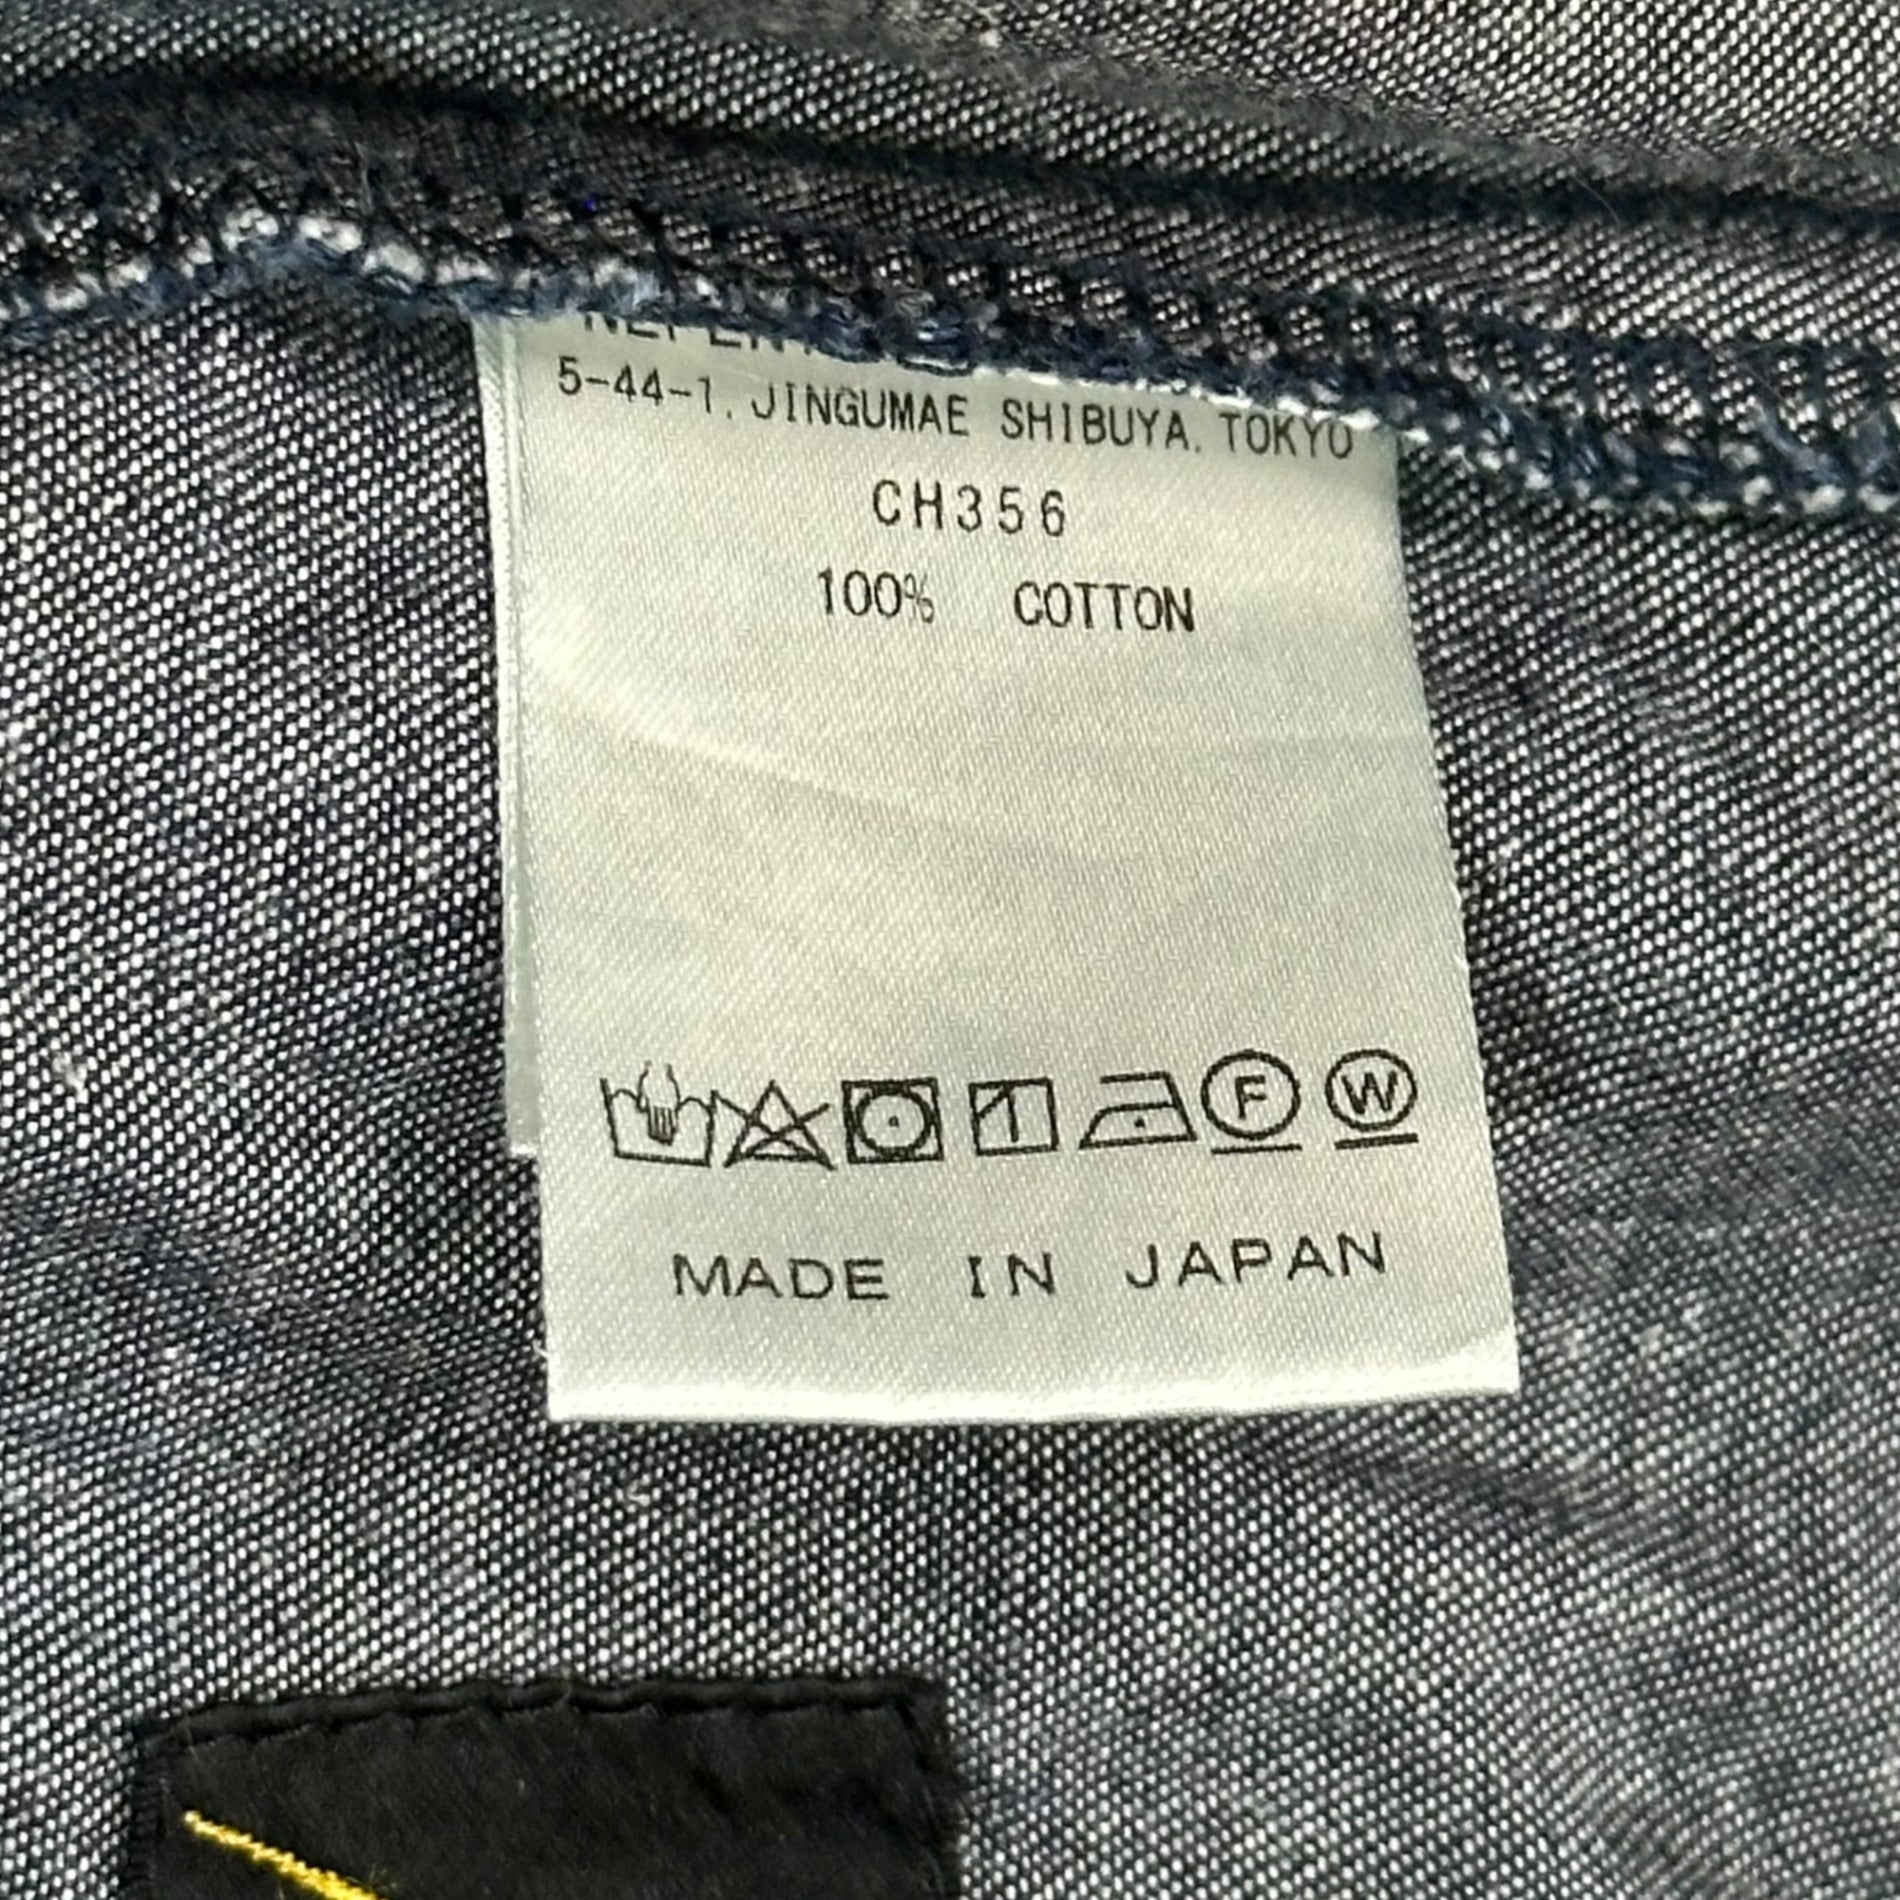 5-44-1, JINGUMAE SHIBUYA, TOKYO
CH356
100% COTTON
F W
MADE IN JAPAN